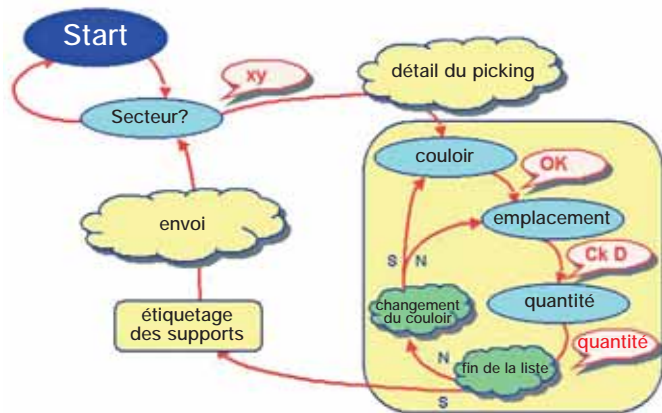 Start
xy
détail du picking
Secteur?
couloir
OK
envoi
emplacement
S N
Ck D
changement
du couloir
quantité
étiquetage
des supports
quantité
N
fin de la liste
S